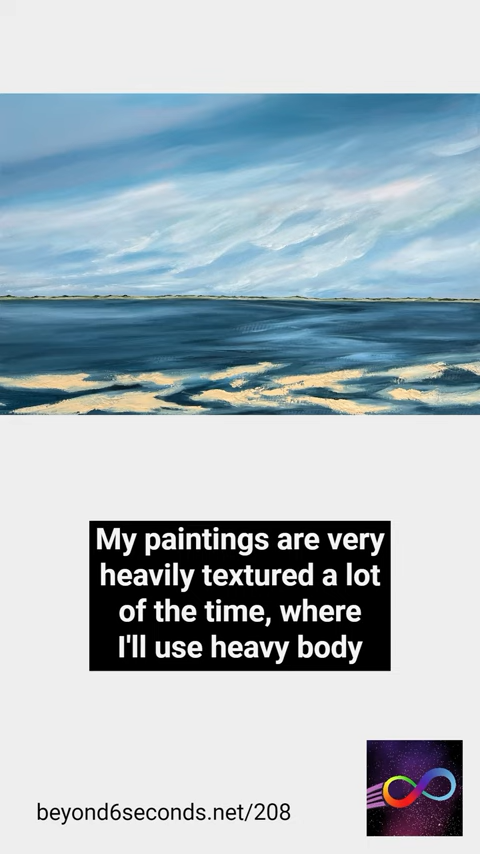 My paintings are very
heavily textured a lot
of the time, where
I'll use heavy body
beyond6seconds.net/208